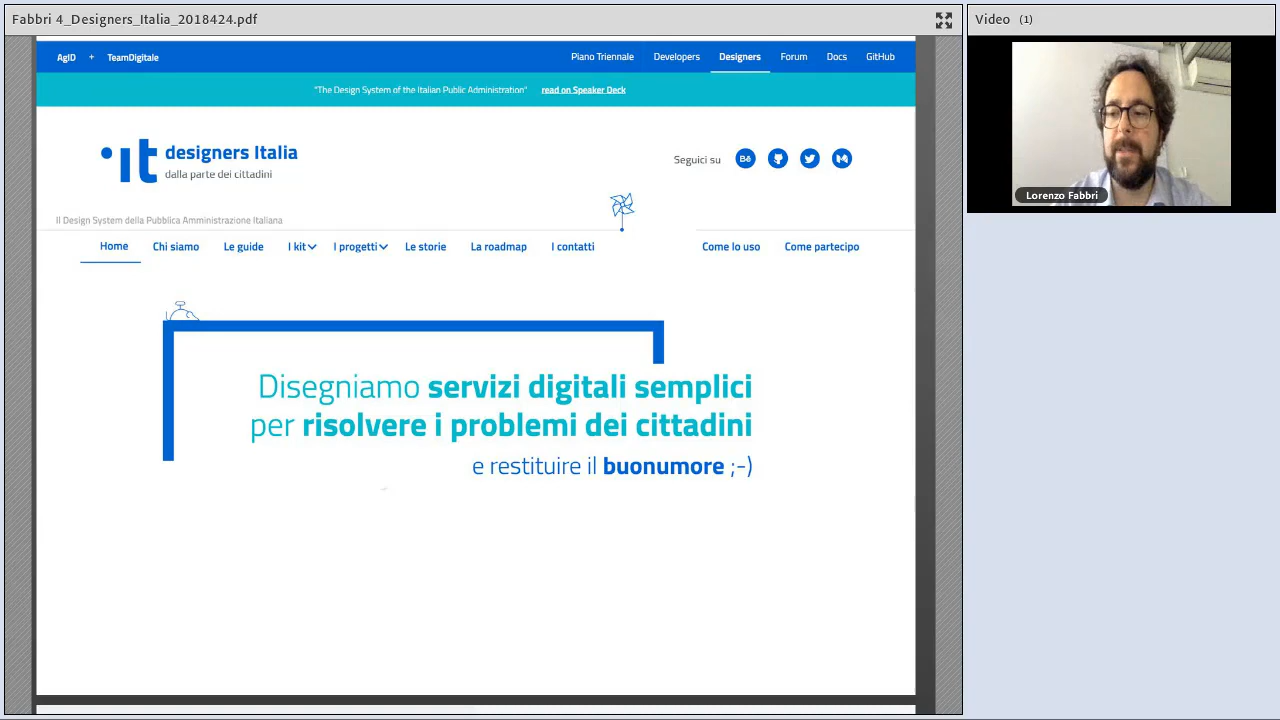 Fabbri 4_Designers_Italia_2018424.pdf
Video (1)
AgID + TeamDigitale
Piano Triennale Developers Designers Forum Docs GitHub
"The Design System of the Italian Public Administration" read on Speaker Deck
it designers Italia
dalla parte dei cittadini
Seguici su Bē
Lorenzo Fabbri
Il Design System della Pubblica Amministrazione Italiana
Home Chi siamo Le guide I kit I progetti Le storie La roadmap I contatti Come lo uso Come partecipo
Disegniamo servizi digitali semplici
per risolvere i problemi dei cittadini
e restituire il buonumore ;-)